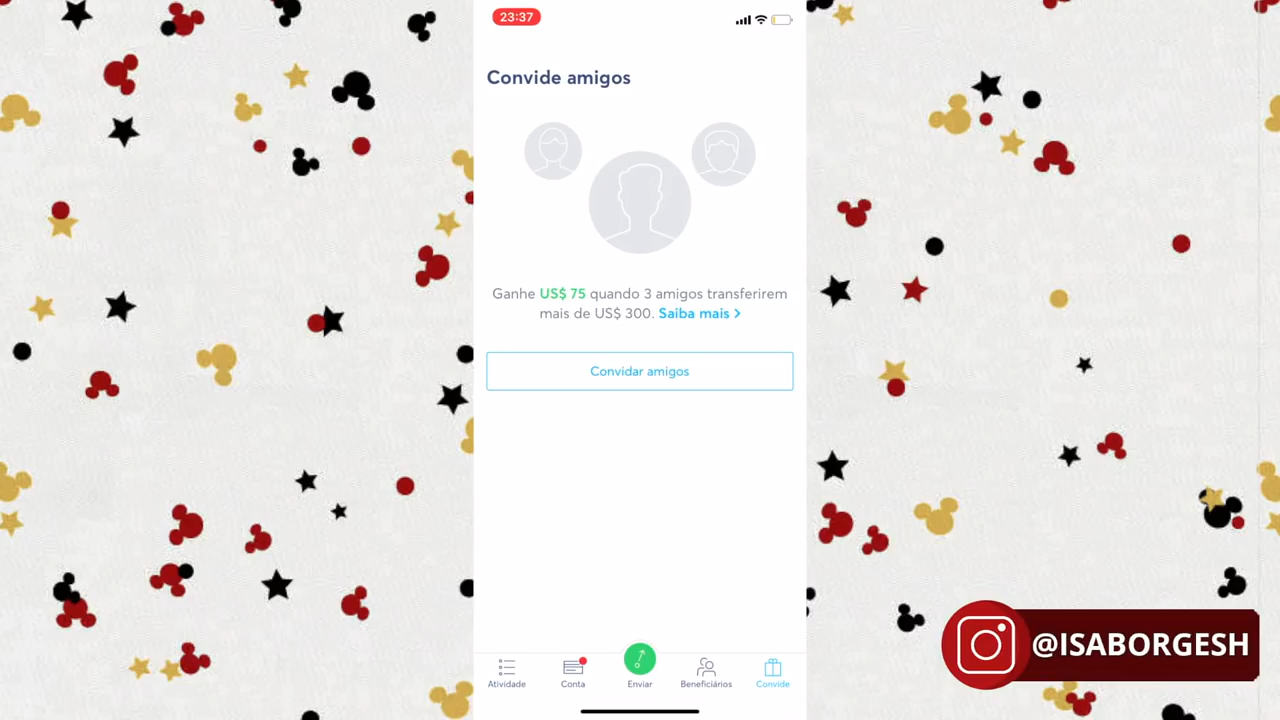 23:37
Convide amigos
Ganhe US$ 75 quando 3 amigos transferirem
mais de US$ 300. Saiba mais >
Convidar amigos
Atividade
Conta
Enviar
Beneficiários
Convide
@ISABORGESH